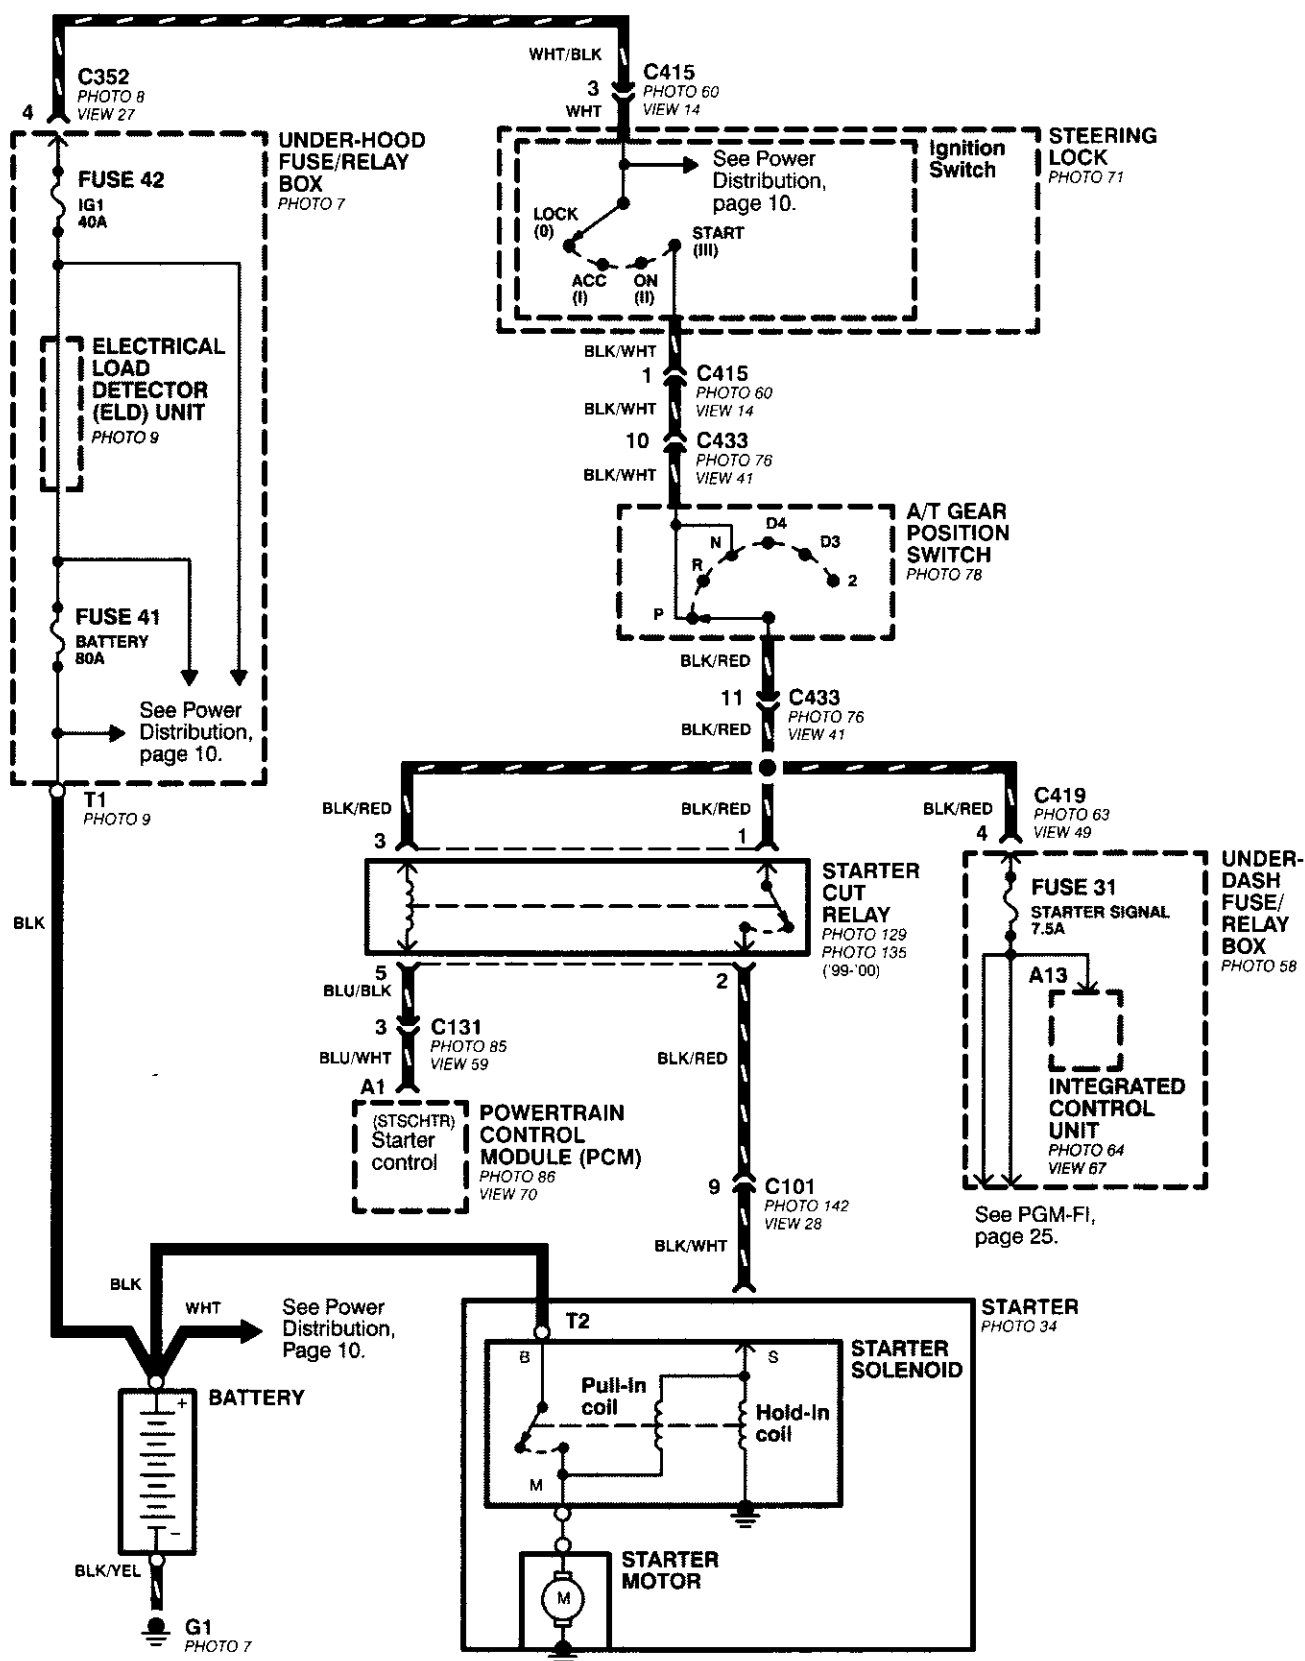 WHT/BLK
C352
PHOTO 8
VIEW 27
4
3
C415
PHOTO 60
VIEW 14
WHT
UNDER-HOOD
FUSE/RELAY
BOX
PHOTO 7
FUSE 42
IG1
40A
ELECTRICAL
LOAD
DETECTOR
(ELD) UNIT
PHOTO 9
FUSE 41
BATTERY
80A
See Power
Distribution,
page 10.
T1
PHOTO 9
BLK
STEERING
LOCK
PHOTO 71
Ignition
Switch
See Power
Distribution,
page 10.
LOCK
(0)
ACC
(I)
ON
(II)
START
(III)
BLK/WHT
1
C415
PHOTO 60
VIEW 14
BLK/WHT
10
C433
PHOTO 76
VIEW 41
BLK/WHT
A/T GEAR
POSITION
SWITCH
PHOTO 78
P
R
N
D4
D3
2
BLK/RED
11
C433
PHOTO 76
VIEW 41
BLK/RED
BLK/RED
3
BLK/RED
1
BLK/RED
4
C419
PHOTO 63
VIEW 49
STARTER
CUT
RELAY
PHOTO 129
PHOTO 135
('99-'00)
UNDER-
DASH
FUSE/
RELAY
BOX
PHOTO 58
FUSE 31
STARTER SIGNAL
7.5A
A13
INTEGRATED
CONTROL
UNIT
PHOTO 64
VIEW 67
See PGM-FI,
page 25.
5
BLU/BLK
3
C131
PHOTO 85
VIEW 59
BLU/WHT
A1
(STSCHTR)
Starter
control
POWERTRAIN
CONTROL
MODULE (PCM)
PHOTO 86
VIEW 70
2
BLK/RED
9
C101
PHOTO 142
VIEW 28
BLK/WHT
BLK
WHT
See Power
Distribution,
Page 10.
BATTERY
+
−
BLK/YEL
G1
PHOTO 7
STARTER
PHOTO 34
T2
STARTER
SOLENOID
B
S
Pull-in
coil
Hold-in
coil
M
STARTER
MOTOR
M